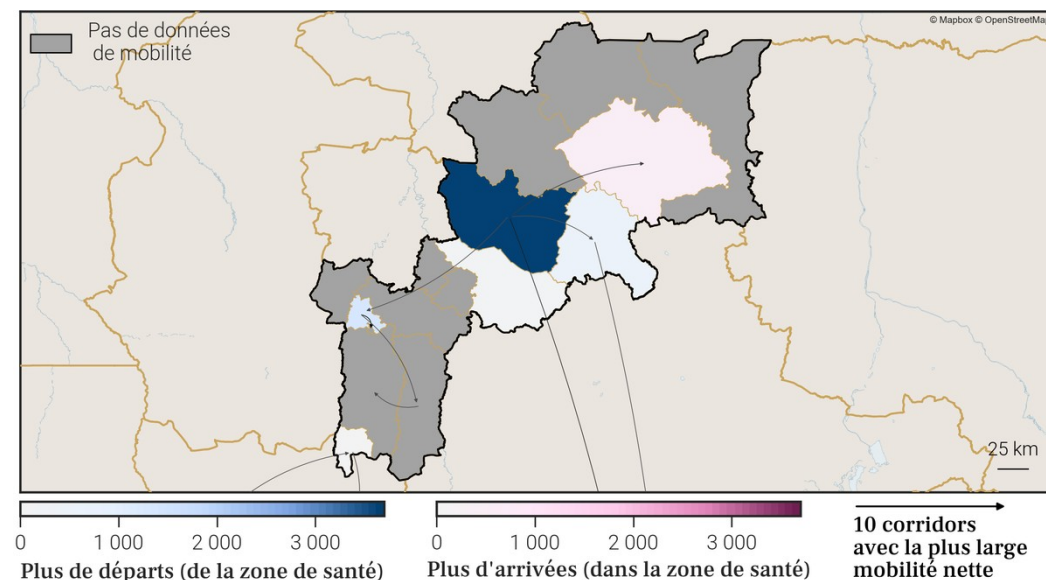 © Mapbox © OpenStreetMa
Pas de données
de mobilité
25 km
0 1 000 2 000 3 000
Plus de départs (de la zone de santé)
0 1 000 2 000 3 000
Plus d'arrivées (dans la zone de santé)
10 corridors
avec la plus large
mobilité nette